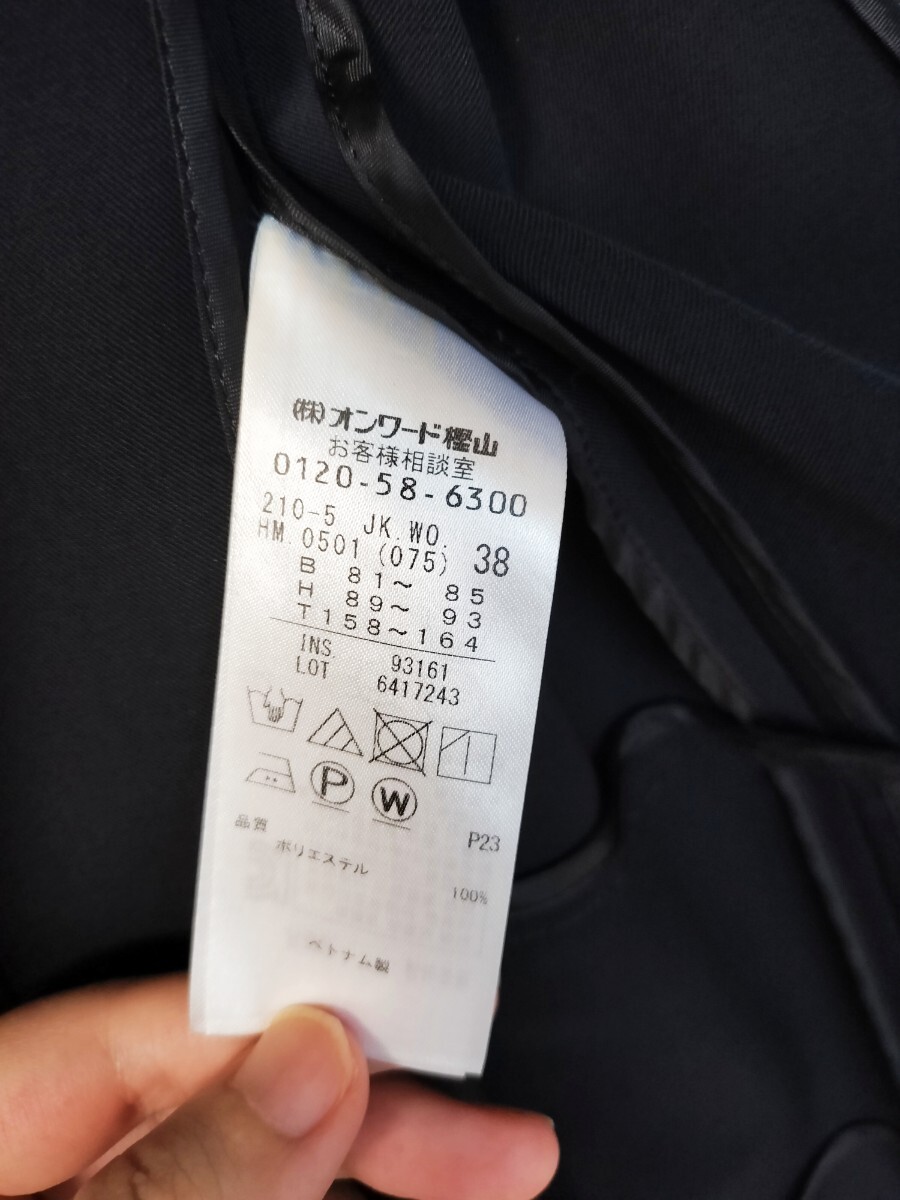 (株)オンワード樫山
お客様相談室
0120-58-6300
210-5 JK.WO.
HM.0501 (075) 38
B 81~ 85
H 89~ 93
T158~164
INS. 93161
LOT 6417243
P W
P23
品質
ポリエステル
100%
ベトナム製